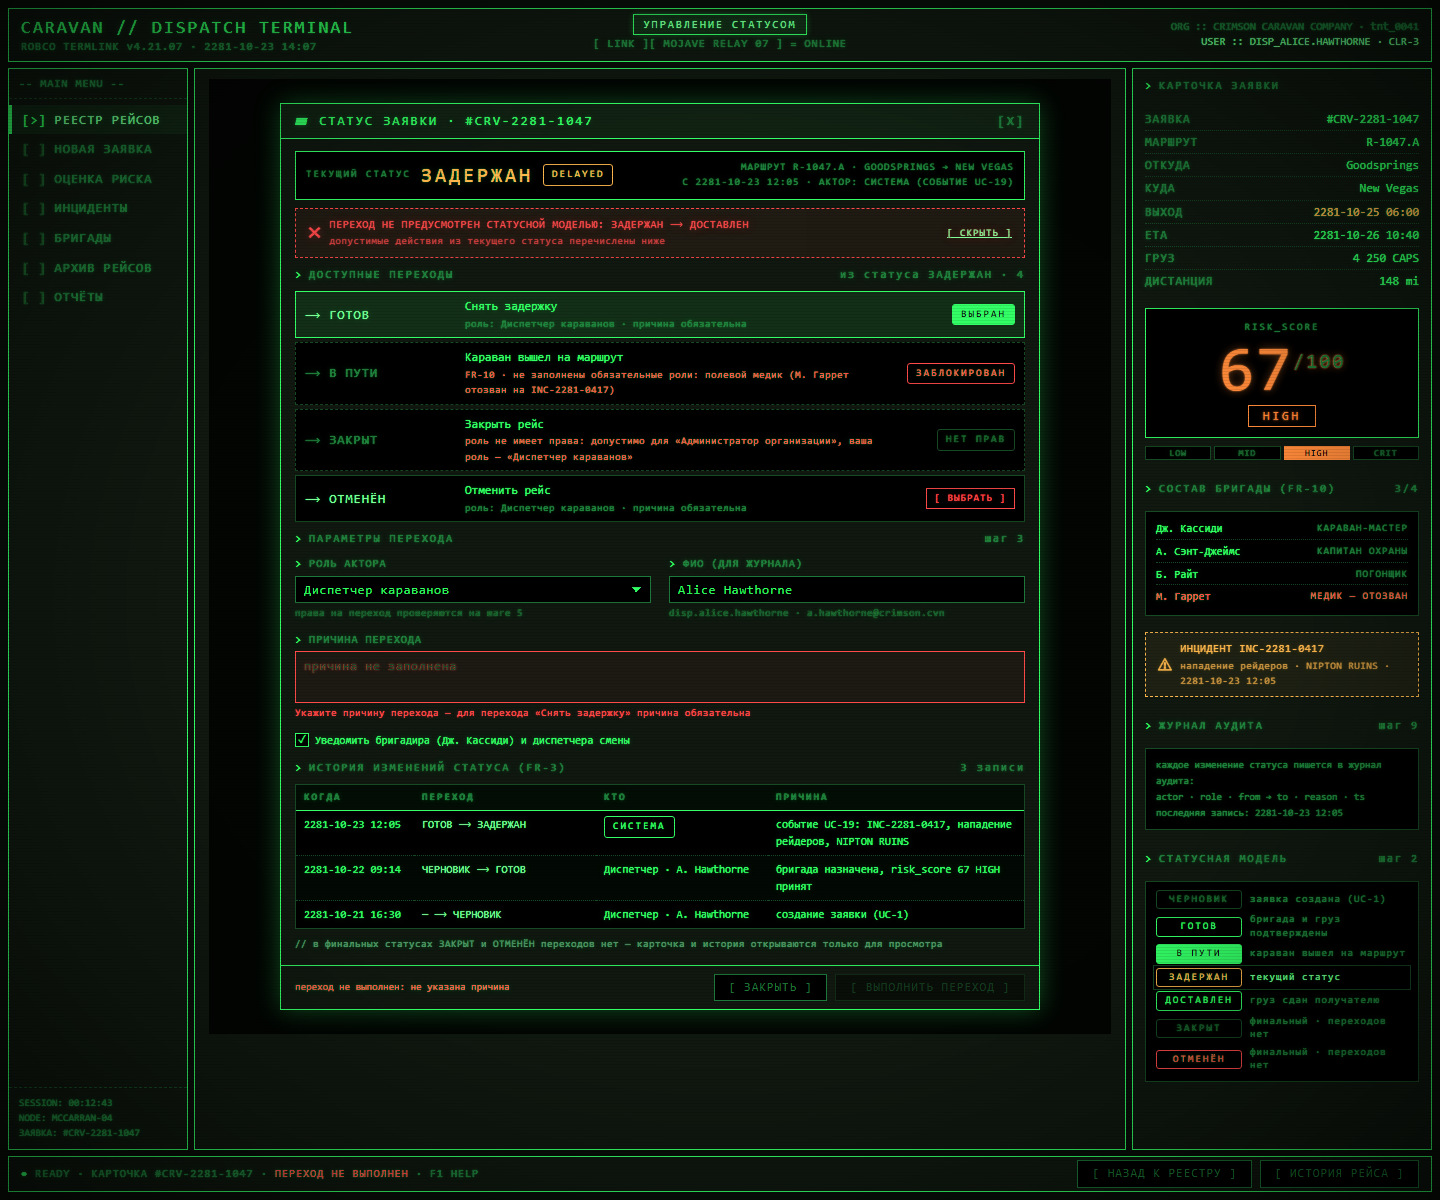 CARAVAN // DISPATCH TERMINAL
ROBCO TERMLINK v4.21.07 · 2281-10-23 14:07
УПРАВЛЕНИЕ СТАТУСОМ
[ LINK ][ MOJAVE RELAY 07 ] = ONLINE
ORG :: CRIMSON CARAVAN COMPANY · tnt_0041
USER :: DISP_ALICE.HAWTHORNE · CLR-3
-- MAIN MENU --
[>] РЕЕСТР РЕЙСОВ
[ ] НОВАЯ ЗАЯВКА
[ ] ОЦЕНКА РИСКА
[ ] ИНЦИДЕНТЫ
[ ] БРИГАДЫ
[ ] АРХИВ РЕЙСОВ
[ ] ОТЧЁТЫ
SESSION: 00:12:43
NODE: MCCARRAN-04
ЗАЯВКА: #CRV-2281-1047
СТАТУС ЗАЯВКИ · #CRV-2281-1047 [X]
ТЕКУЩИЙ СТАТУС ЗАДЕРЖАН DELAYED
МАРШРУТ R-1047.A · GOODSPRINGS → NEW VEGAS
С 2281-10-23 12:05 · АКТОР: СИСТЕМА (СОБЫТИЕ UC-19)
✕ ПЕРЕХОД НЕ ПРЕДУСМОТРЕН СТАТУСНОЙ МОДЕЛЬЮ: ЗАДЕРЖАН → ДОСТАВЛЕН
допустимые действия из текущего статуса перечислены ниже
[ СКРЫТЬ ]
> ДОСТУПНЫЕ ПЕРЕХОДЫ из статуса ЗАДЕРЖАН · 4
→ ГОТОВ
Снять задержку
роль: Диспетчер караванов · причина обязательна
ВЫБРАН
→ В ПУТИ
Караван вышел на маршрут
FR-10 · не заполнены обязательные роли: полевой медик (М. Гаррет
отозван на INC-2281-0417)
ЗАБЛОКИРОВАН
→ ЗАКРЫТ
Закрыть рейс
роль не имеет права: допустимо для «Администратор организации», ваша
роль — «Диспетчер караванов»
НЕТ ПРАВ
→ ОТМЕНЁН
Отменить рейс
роль: Диспетчер караванов · причина обязательна
[ ВЫБРАТЬ ]
> ПАРАМЕТРЫ ПЕРЕХОДА шаг 3
> РОЛЬ АКТОРА
Диспетчер караванов
права на переход проверяются на шаге 5
> ФИО (ДЛЯ ЖУРНАЛА)
Alice Hawthorne
disp.alice.hawthorne · a.hawthorne@crimson.cvn
> ПРИЧИНА ПЕРЕХОДА
причина не заполнена
Укажите причину перехода — для перехода «Снять задержку» причина обязательна
✓ Уведомить бригадира (Дж. Кассиди) и диспетчера смены
> ИСТОРИЯ ИЗМЕНЕНИЙ СТАТУСА (FR-3) 3 записи
КОГДА ПЕРЕХОД КТО ПРИЧИНА
2281-10-23 12:05 ГОТОВ → ЗАДЕРЖАН СИСТЕМА событие UC-19: INC-2281-0417, нападение
рейдеров, NIPTON RUINS
2281-10-22 09:14 ЧЕРНОВИК → ГОТОВ Диспетчер · A. Hawthorne бригада назначена, risk_score 67 HIGH
принят
2281-10-21 16:30 — → ЧЕРНОВИК Диспетчер · A. Hawthorne создание заявки (UC-1)
// в финальных статусах ЗАКРЫТ и ОТМЕНЁН переходов нет — карточка и история открываются только для просмотра
переход не выполнен: не указана причина
[ ЗАКРЫТЬ ] [ ВЫПОЛНИТЬ ПЕРЕХОД ]
> КАРТОЧКА ЗАЯВКИ
ЗАЯВКА #CRV-2281-1047
МАРШРУТ R-1047.A
ОТКУДА Goodsprings
КУДА New Vegas
ВЫХОД 2281-10-25 06:00
ETA 2281-10-26 10:40
ГРУЗ 4 250 CAPS
ДИСТАНЦИЯ 148 mi
RISK_SCORE
67/100
HIGH
LOW MID HIGH CRIT
> СОСТАВ БРИГАДЫ (FR-10) 3/4
Дж. Кассиди КАРАВАН-МАСТЕР
А. Сэнт-Джеймс КАПИТАН ОХРАНЫ
Б. Райт ПОГОНЩИК
М. Гаррет МЕДИК — ОТОЗВАН
⚠ ИНЦИДЕНТ INC-2281-0417
нападение рейдеров · NIPTON RUINS ·
2281-10-23 12:05
> ЖУРНАЛ АУДИТА шаг 9
каждое изменение статуса пишется в журнал
аудита:
actor · role · from → to · reason · ts
последняя запись: 2281-10-23 12:05
> СТАТУСНАЯ МОДЕЛЬ шаг 2
ЧЕРНОВИК заявка создана (UC-1)
ГОТОВ бригада и груз
подтверждены
В ПУТИ караван вышел на маршрут
ЗАДЕРЖАН текущий статус
ДОСТАВЛЕН груз сдан получателю
ЗАКРЫТ финальный · переходов
нет
ОТМЕНЁН финальный · переходов
нет
● READY · КАРТОЧКА #CRV-2281-1047 · ПЕРЕХОД НЕ ВЫПОЛНЕН · F1 HELP
[ НАЗАД К РЕЕСТРУ ] [ ИСТОРИЯ РЕЙСА ]